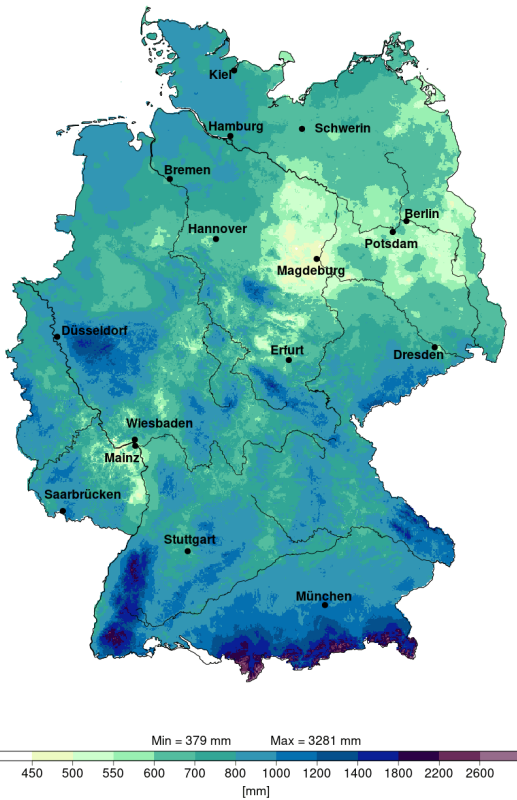 Kiel
Hamburg
Schwerin
Bremen
Berlin
Hannover
Potsdam
Magdeburg
Düsseldorf
Erfurt
Dresden
Wiesbaden
Mainz
Saarbrücken
Stuttgart
München
Min = 379 mm Max = 3281 mm
450 500 550 600 700 800 1000 1200 1400 1800 2200 2600
[mm]